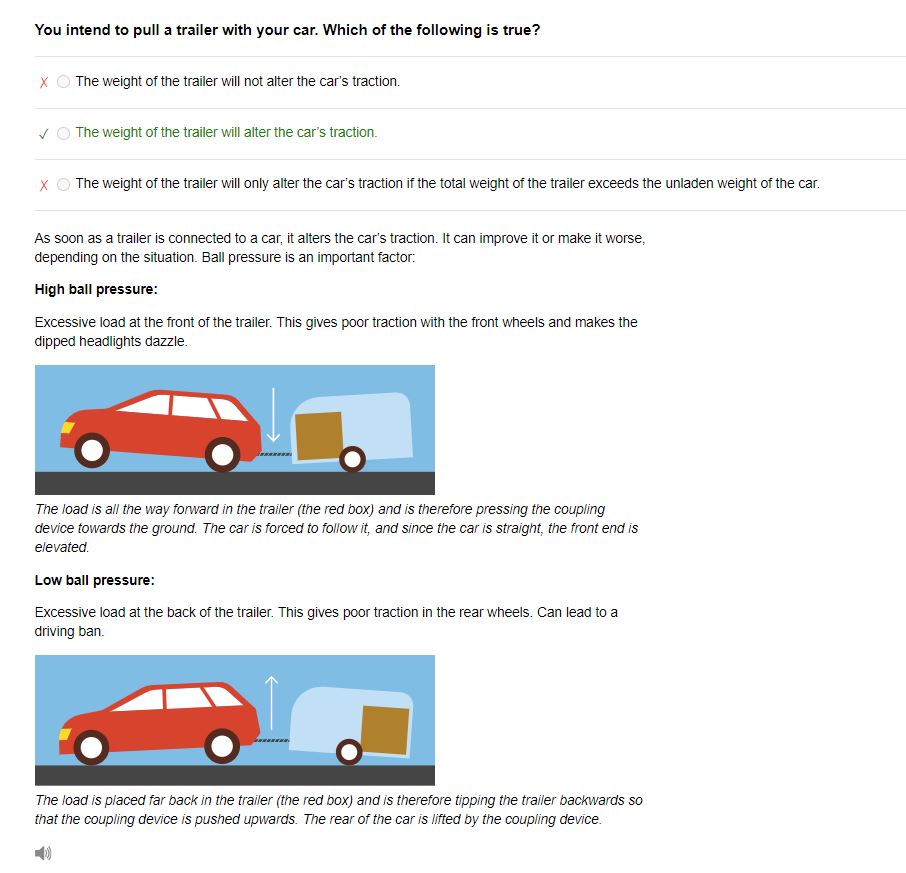 You intend to pull a trailer with your car. Which of the following is true?
✗ The weight of the trailer will not alter the car's traction.
✓ The weight of the trailer will alter the car's traction.
✗ The weight of the trailer will only alter the car's traction if the total weight of the trailer exceeds the unladen weight of the car.
As soon as a trailer is connected to a car, it alters the car's traction. It can improve it or make it worse,
depending on the situation. Ball pressure is an important factor:
High ball pressure:
Excessive load at the front of the trailer. This gives poor traction with the front wheels and makes the
dipped headlights dazzle.
The load is all the way forward in the trailer (the red box) and is therefore pressing the coupling
device towards the ground. The car is forced to follow it, and since the car is straight, the front end is
elevated.
Low ball pressure:
Excessive load at the back of the trailer. This gives poor traction in the rear wheels. Can lead to a
driving ban.
The load is placed far back in the trailer (the red box) and is therefore tipping the trailer backwards so
that the coupling device is pushed upwards. The rear of the car is lifted by the coupling device.